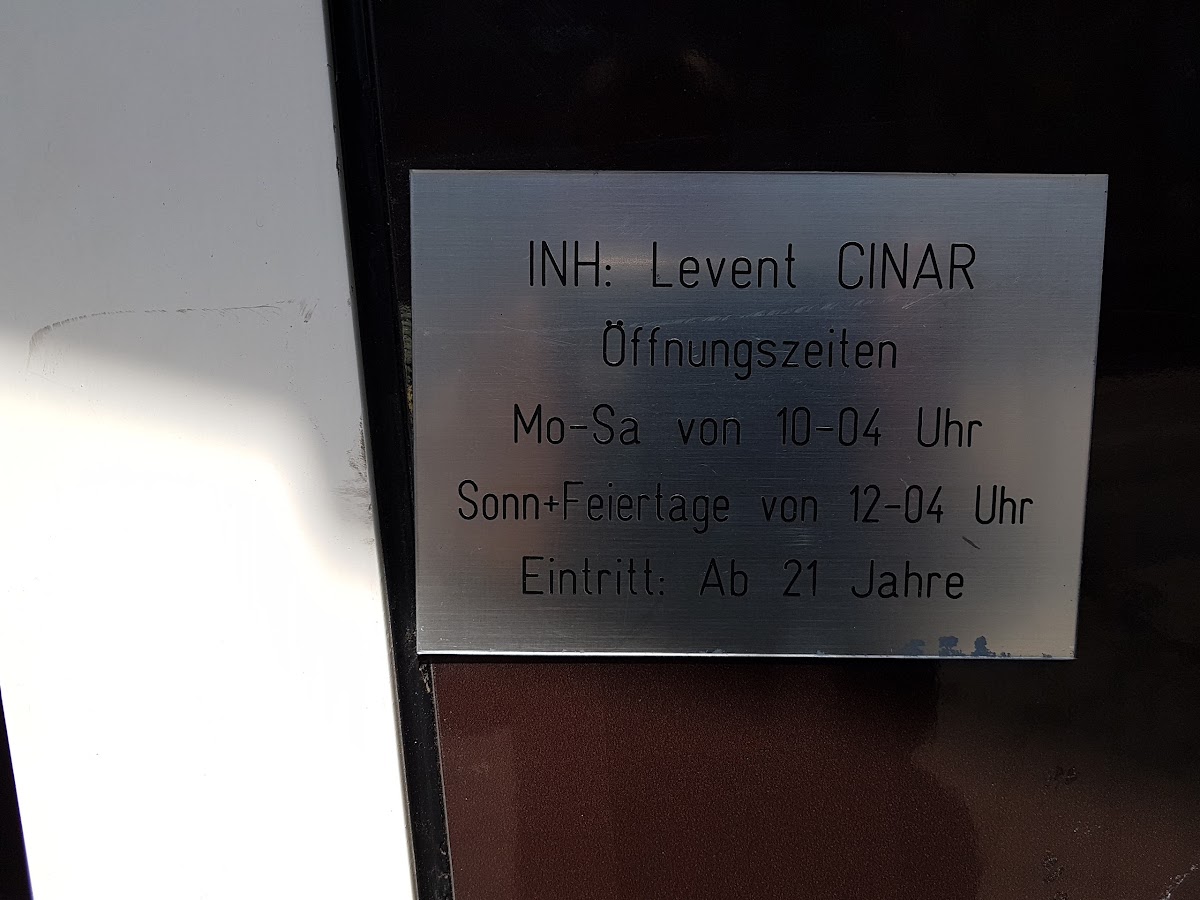 INH: Levent CINAR
Öffnungszeiten
Mo-Sa von 10-04 Uhr
Sonn+Feiertage von 12-04 Uhr
Eintritt: Ab 21 Jahre